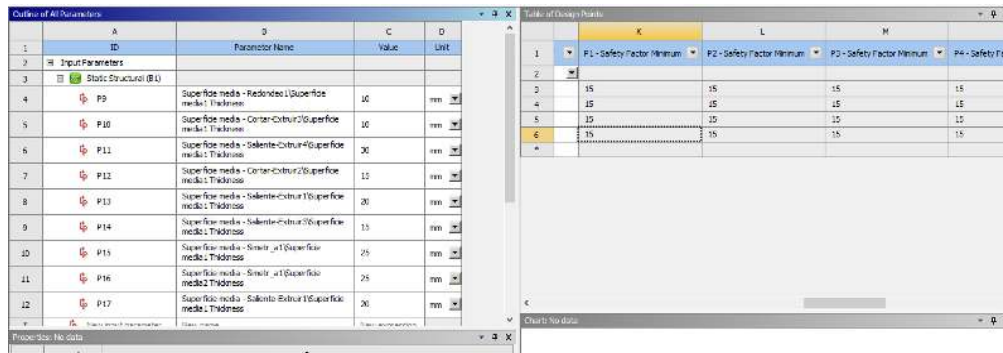 Outline of All Parameters
A B C D
1 ID Parameter Name Value Unit
2 Input Parameters
3 Static Structural (B1)
4 P9 Superficie media - Redondeo1\Superficie media1 Thickness 10 mm
5 P10 Superficie media - Cortar-Extruir3\Superficie media1 Thickness 10 mm
6 P11 Superficie media - Saliente-Extruir4\Superficie media1 Thickness 30 mm
7 P12 Superficie media - Cortar-Extruir2\Superficie media1 Thickness 15 mm
8 P13 Superficie media - Saliente-Extruir1\Superficie media1 Thickness 20 mm
9 P14 Superficie media - Saliente-Extruir3\Superficie media1 Thickness 15 mm
10 P15 Superficie media - Simetr_a1\Superficie media1 Thickness 25 mm
11 P16 Superficie media - Simetr_a1\Superficie media2 Thickness 25 mm
12 P17 Superficie media - Saliente-Extruir1\Superficie media1 Thickness 20 mm
New input parameter New name New expression
Properties: No data
Table of Design Points
K L M
1 P1 - Safety Factor Minimum P2 - Safety Factor Minimum P3 - Safety Factor Minimum P4 - Safety Fa
2
3 15 15 15 15
4 15 15 15 15
5 15 15 15 15
6 15 15 15 15
*
Chart: No data